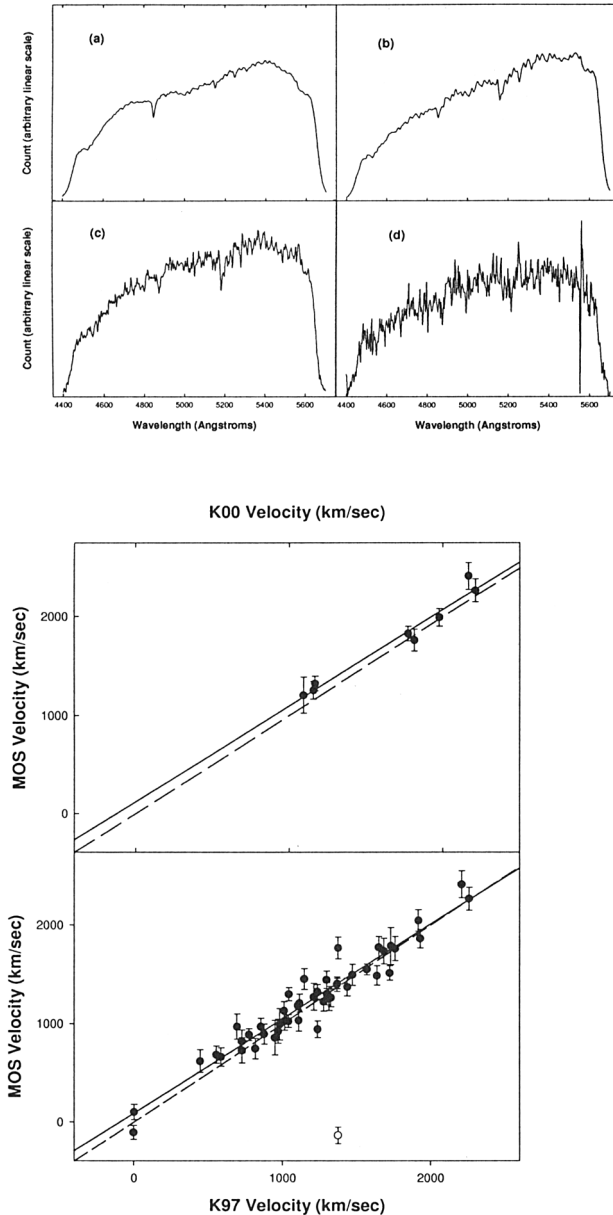 (a)
(b)
Count (arbitrary linear scale)
(c)
(d)
Count (arbitrary linear scale)
4400 4600 4800 5000 5200 5400 5600
4400 4600 4800 5000 5200 5400 5600
Wavelength (Angstroms)
Wavelength (Angstroms)
K00 Velocity (km/sec)
2000
1000
0
MOS Velocity (km/sec)
2000
1000
0
MOS Velocity (km/sec)
0 1000 2000
K97 Velocity (km/sec)